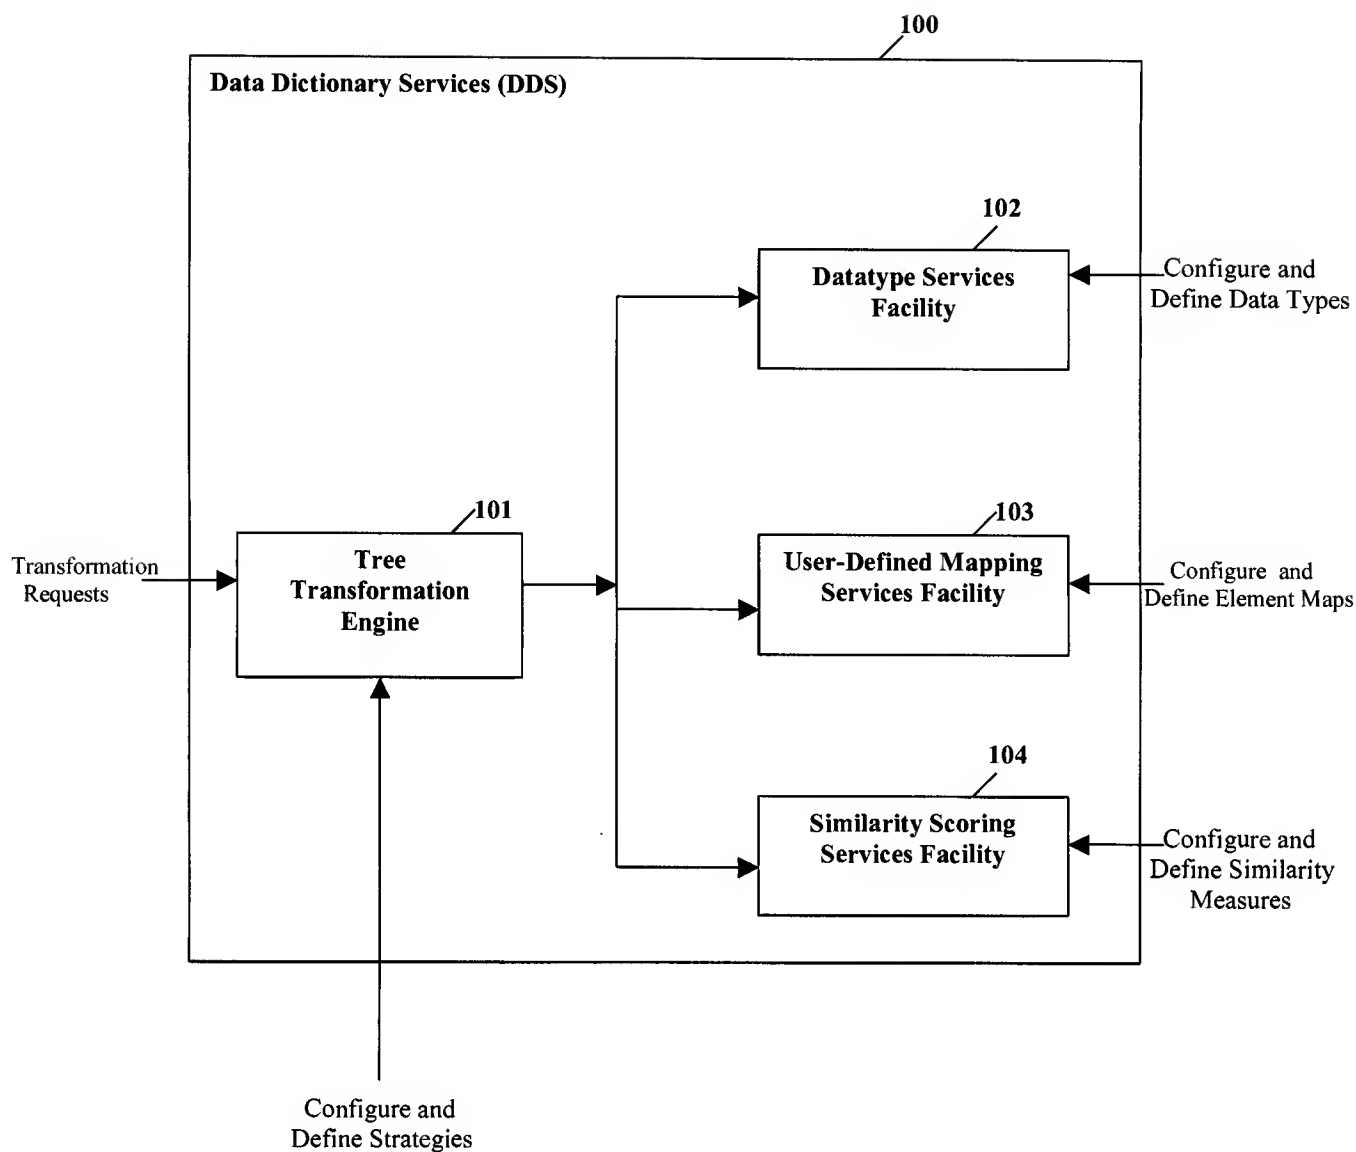 100
Data Dictionary Services (DDS)
102
Datatype Services
Facility
Configure and
Define Data Types
101
Tree
Transformation
Engine
Transformation
Requests
103
User-Defined Mapping
Services Facility
Configure and
Define Element Maps
104
Similarity Scoring
Services Facility
Configure and
Define Similarity
Measures
Configure and
Define Strategies